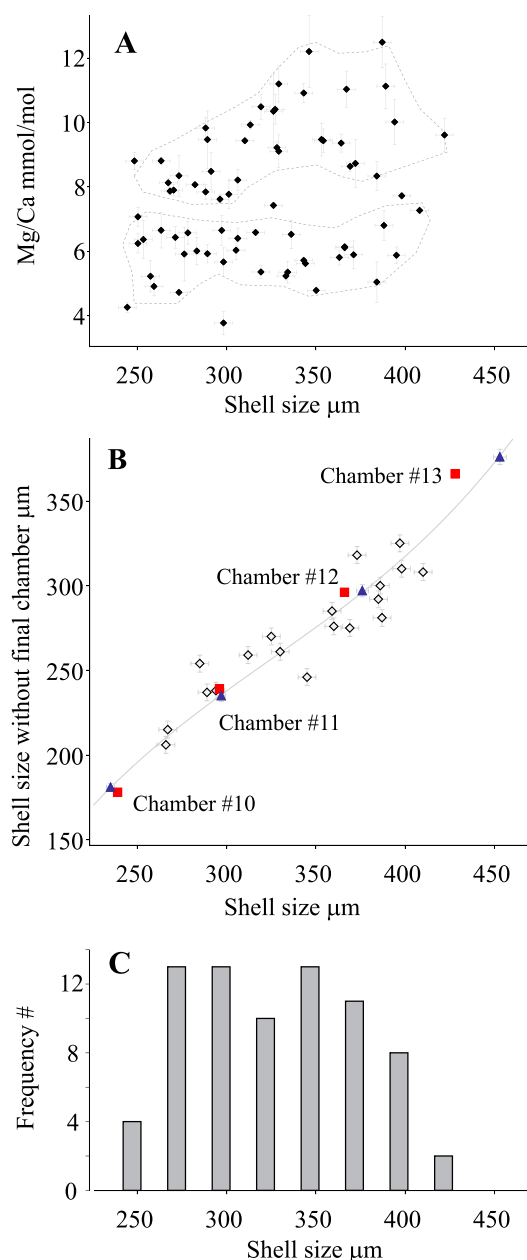 A
Mg/Ca mmol/mol
12
10
8
6
4
250 300 350 400 450
Shell size μm
B
Shell size without final chamber μm
Chamber #13
350
Chamber #12
300
250
Chamber #11
200
Chamber #10
150
250 300 350 400 450
Shell size μm
C
Frequency #
12
8
4
0
250 300 350 400 450
Shell size μm